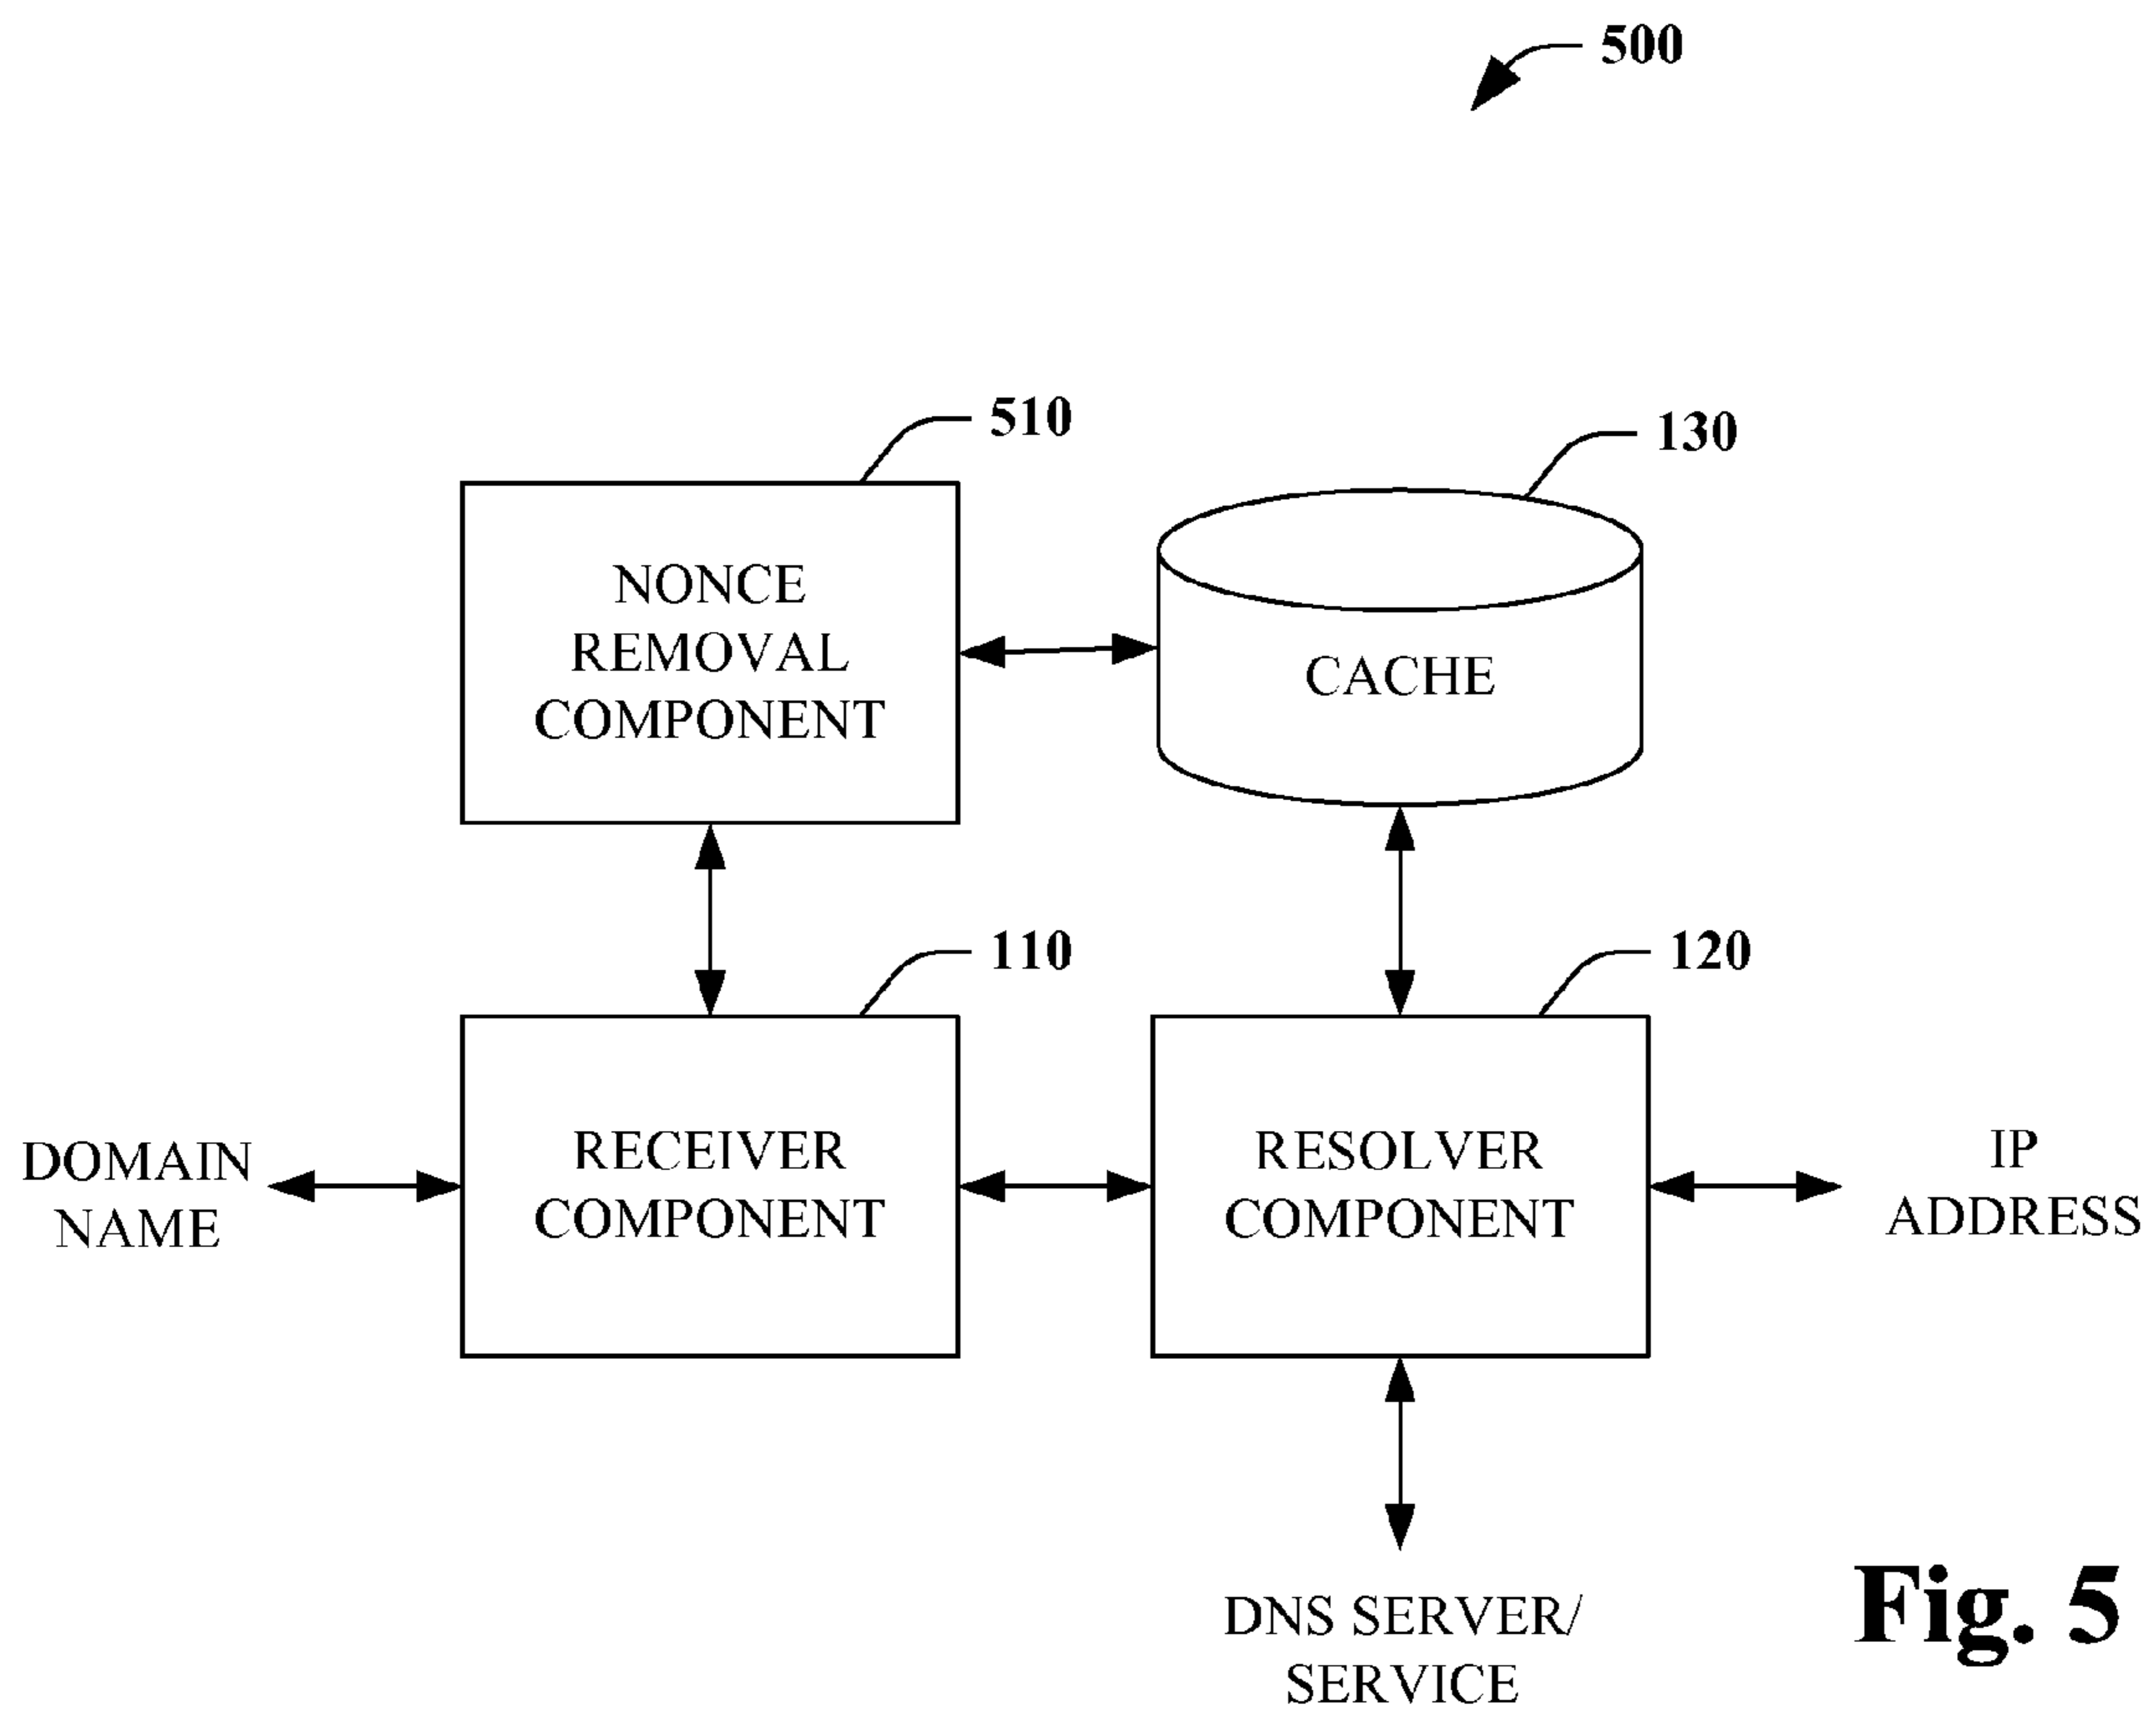 500
510
130
NONCE
REMOVAL
COMPONENT
CACHE
110
120
DOMAIN
NAME
RECEIVER
COMPONENT
RESOLVER
COMPONENT
IP
ADDRESS
DNS SERVER/
SERVICE
Fig. 5